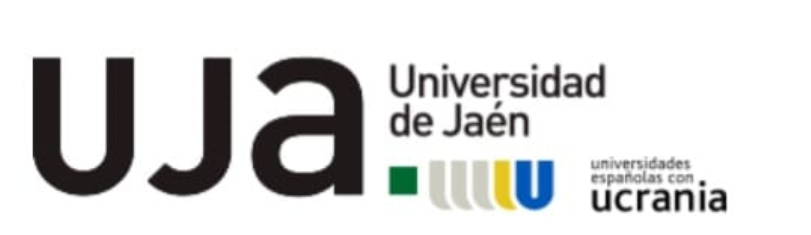 uja
Universidad
de Jaén
universidades
españolas con
ucrania